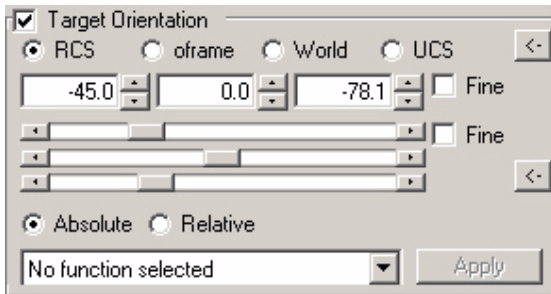 Target Orientation
RCS oframe World UCS <-
-45.0 0.0 -78.1 Fine
Fine
<-
Absolute Relative
No function selected Apply